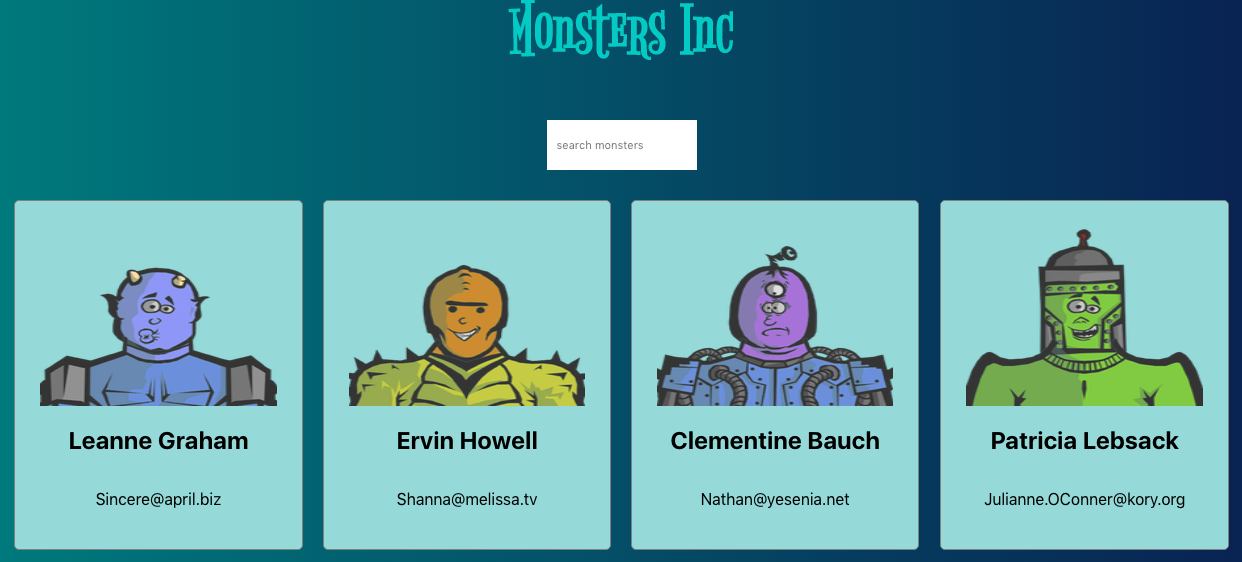 Monsters Inc
search monsters
Leanne Graham
Sincere@april.biz
Ervin Howell
Shanna@melissa.tv
Clementine Bauch
Nathan@yesenia.net
Patricia Lebsack
Julianne.OConner@kory.org